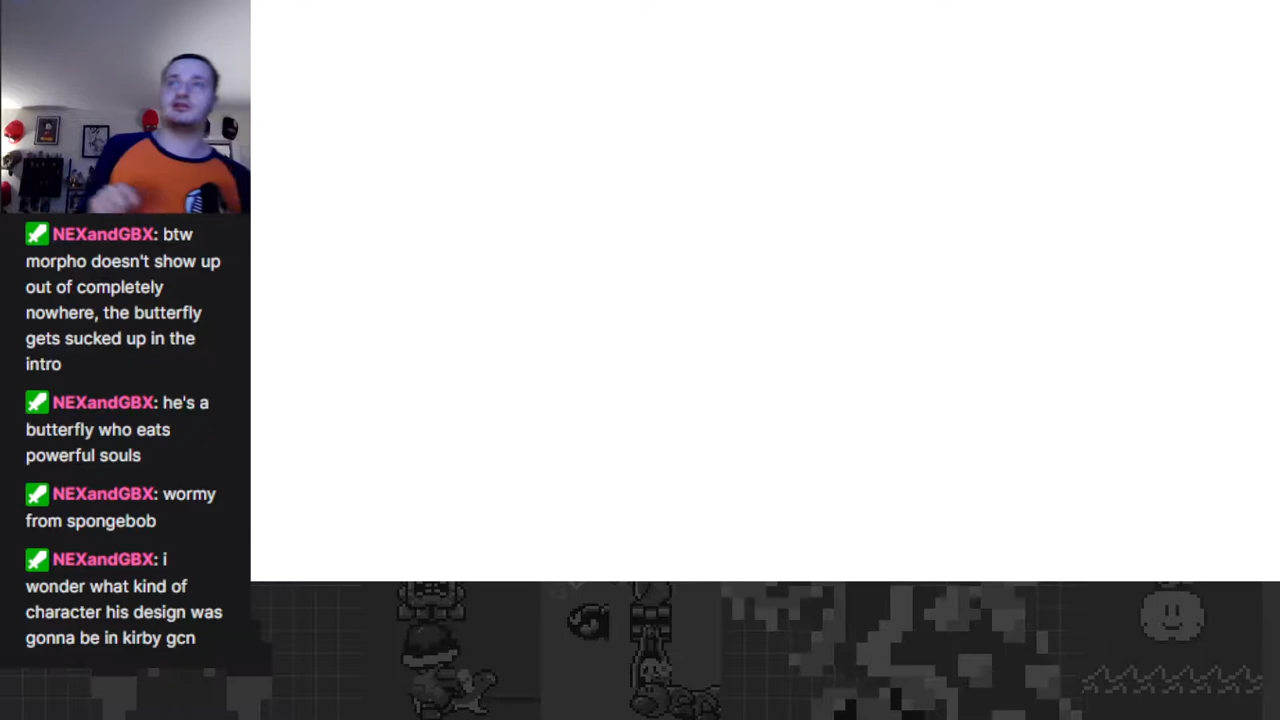 NEXandGBX: btw
morpho doesn't show up
out of completely
nowhere, the butterfly
gets sucked up in the
intro
NEXandGBX: he's a
butterfly who eats
powerful souls
NEXandGBX: wormy
from spongebob
NEXandGBX: i
wonder what kind of
character his design was
gonna be in kirby gcn